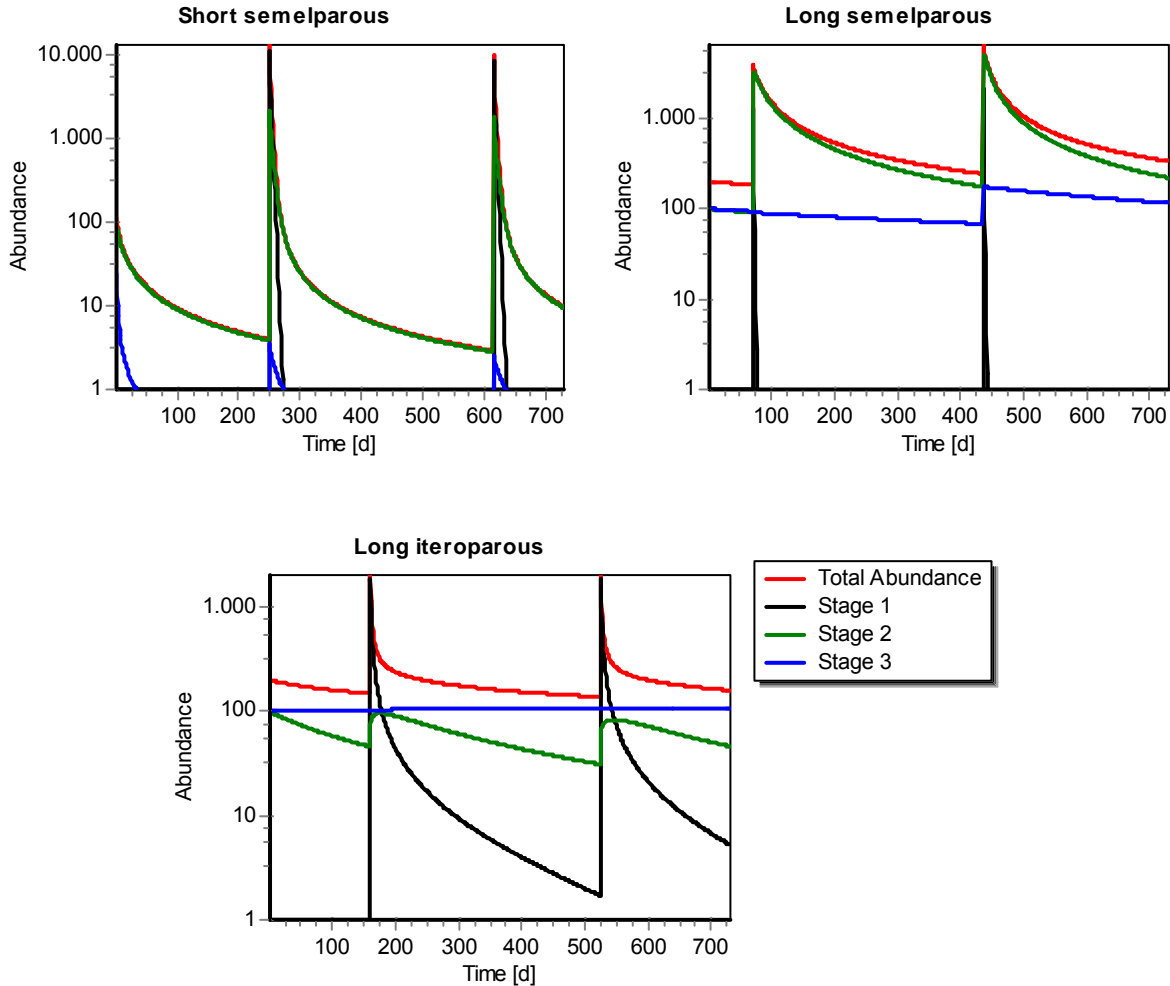 Short semelparous
Long semelparous
10.000
1.000
100
10
1
Abundance
100 200 300 400 500 600 700
Time [d]
1.000
100
10
1
Abundance
100 200 300 400 500 600 700
Time [d]
Long iteroparous
1.000
100
10
1
Abundance
100 200 300 400 500 600 700
Time [d]
Total Abundance
Stage 1
Stage 2
Stage 3